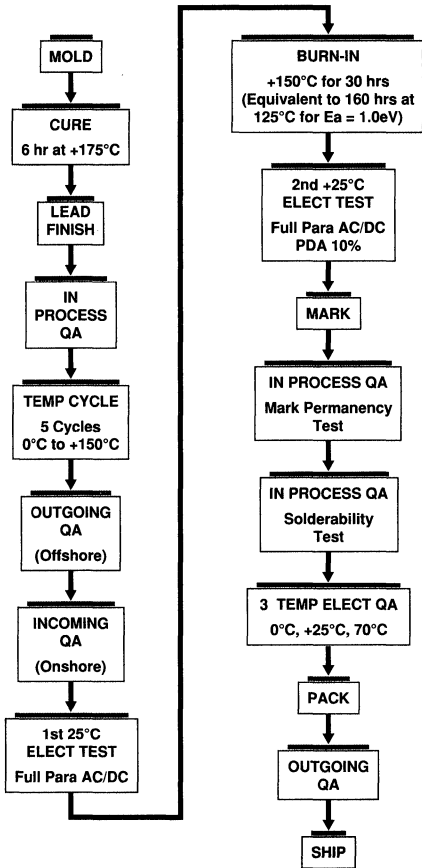 MOLD
CURE
6 hr at +175°C
LEAD
FINISH
IN
PROCESS
QA
TEMP CYCLE
5 Cycles
0°C to +150°C
OUTGOING
QA
(Offshore)
INCOMING
QA
(Onshore)
1st 25°C
ELECT TEST
Full Para AC/DC
BURN-IN
+150°C for 30 hrs
(Equivalent to 160 hrs at
125°C for Ea = 1.0eV)
2nd +25°C
ELECT TEST
Full Para AC/DC
PDA 10%
MARK
IN PROCESS QA
Mark Permanency
Test
IN PROCESS QA
Solderability
Test
3 TEMP ELECT QA
0°C, +25°C, 70°C
PACK
OUTGOING
QA
SHIP